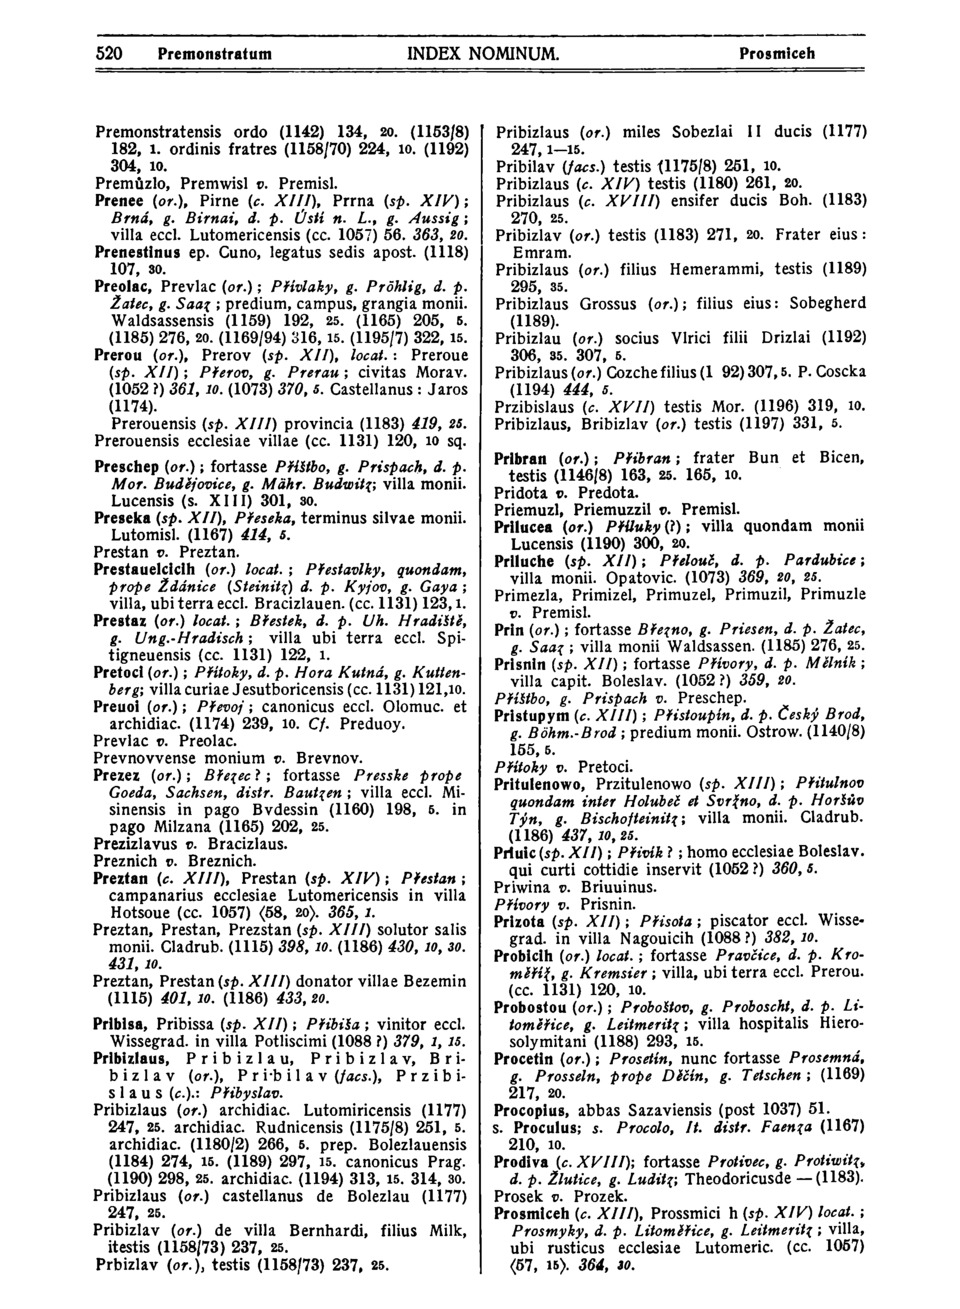 520 Premonstratum INDEX NOMINUM. Prosmiceh
Premonstratensis ordo (1142) 134, 20. (1153/8)
182, 1. ordinis fratres (1158/70) 224, 10. (1192)
304, 10.
Premůzlo, Premwisl v. Premisl.
Prenee (or.), Pirne (c. XIII), Prrna (sp. XIV);
Brná, g. Birnai, d. p. Ústí n. L., g. Aussig;
villa eccl. Lutomericensis (cc. 1057) 56. 363, 20.
Prenestinus ep. Cuno, legatus sedis apost. (1118)
107, 30.
Preolac, Prevlac (or.); Přívlaky, g. Pröhlig, d. p.
Žatec, g. Saaz; predium, campus, grangia monii.
Waldsassensis (1159) 192, 25. (1165) 205, 5.
(1185) 276, 20. (1169/94) 316, 15. (1195/7) 322, 15.
Prerou (or.), Prerov (sp. XII), locat.: Preroue
(sp. XII); Přerov, g. Prerau; civitas Morav.
(1052 ?) 361, 10. (1073) 370, 5. Castellanus: Jaros
(1174).
Prerouensis (sp. XIII) provincia (1183) 419, 25.
Prerouensis ecclesiae villae (cc. 1131) 120, 10 sq.
Preschep (or.); fortasse Příštbo, g. Prispach, d. p.
Mor. Budějovice, g. Mähr. Budwitz; villa monii.
Lucensis (s. XIII) 301, 30.
Preseka (sp. XII), Přeseka, terminus silvae monii.
Lutomisl. (1167) 414, 5.
Prestan v. Preztan.
Prestauelcicih (or.) locat.; Přestavlky, quondam,
prope Ždánice (Steinitz) d. p. Kyjov, g. Gaya;
villa, ubi terra eccl. Bracizlauen. (cc. 1131) 123, 1.
Prestaz (or.) locat.; Břestek, d. p. Uh. Hradiště,
g. Ung.-Hradisch; villa ubi terra eccl. Spi-
tigneuensis (cc. 1131) 122, 1.
Pretoci (or.); Přítoky, d. p. Hora Kutná, g. Kutten-
berg; villa curiae Jesutboricensis (cc. 1131) 121, 10.
Preuoi (or.); Převoj; canonicus eccl. Olomuc. et
archidiac. (1174) 239, 10. Cf. Preduoy.
Prevlac v. Preolac.
Prevnovvense monium v. Brevnov.
Prezez (or.); Březec?; fortasse Presske prope
Goeda, Sachsen, distr. Bautzen; villa eccl. Mi-
sinensis in pago Bvdessin (1160) 198, 5. in
pago Milzana (1165) 202, 25.
Prezizlavus v. Bracizlaus.
Preznich v. Breznich.
Preztan (c. XIII), Prestan (sp. XIV); Přestan;
campanarius ecclesiae Lutomericensis in villa
Hotsoue (cc. 1057) ⟨58, 20⟩. 365, 1.
Preztan, Prestan, Prezstan (sp. XIII) solutor salis
monii. Cladrub. (1115) 398, 10. (1186) 430, 10, 30.
431, 10.
Preztan, Prestan (sp. XIII) donator villae Bezemin
(1115) 401, 10. (1186) 433, 20.
Pribisa, Pribissa (sp. XII); Přibiša; vinitor eccl.
Wissegrad. in villa Potliscimi (1088 ?) 379, 1, 15.
Pribizlaus, Pribizlau, Pribizlav, Bri-
bizlav (or.), Pri·bilav (facs.), Przibi-
slaus (c.).: Přibyslav.
Pribizlaus (or.) archidiac. Lutomiricensis (1177)
247, 25. archidiac. Rudnicensis (1175/8) 251, 5.
archidiac. (1180/2) 266, 5. prep. Bolezlauensis
(1184) 274, 15. (1189) 297, 15. canonicus Prag.
(1190) 298, 25. archidiac. (1194) 313, 15. 314, 30.
Pribizlaus (or.) castellanus de Bolezlau (1177)
247, 25.
Pribizlav (or.) de villa Bernhardi, filius Milk,
itestis (1158/73) 237, 25.
Prbizlav (or.), testis (1158/73) 237, 25.
Pribizlaus (or.) miles Sobezlai II ducis (1177)
247, 1—15.
Pribilav (facs.) testis (1175/8) 251, 10.
Pribizlaus (c. XIV) testis (1180) 261, 20.
Pribizlaus (c. XVIII) ensifer ducis Boh. (1183)
270, 25.
Pribizlav (or.) testis (1183) 271, 20. Frater eius:
Emram.
Pribizlaus (or.) filius Hemerammi, testis (1189)
295, 35.
Pribizlaus Grossus (or.); filius eius: Sobegherd
(1189).
Pribizlau (or.) socius Vlrici filii Drizlai (1192)
306, 35. 307, 5.
Pribizlaus (or.) Cozche filius (1 92) 307, 5. P. Coscka
(1194) 444, 5.
Przibislaus (c. XVII) testis Mor. (1196) 319, 10.
Pribizlaus, Bribizlav (or.) testis (1197) 331, 5.
Pribran (or.); Přibran; frater Bun et Bicen,
testis (1146/8) 163, 25. 165, 10.
Pridota v. Predota.
Priemuzl, Priemuzzil v. Premisl.
Prilucea (or.) Příluky (?); villa quondam monii
Lucensis (1190) 300, 20.
Priluche (sp. XII); Přelouč, d. p. Pardubice;
villa monii. Opatovic. (1073) 369, 20, 25.
Primezla, Primizel, Primuzel, Primuzil, Primuzle
v. Premisl.
Prin (or.); fortasse Březno, g. Priesen, d. p. Žatec,
g. Saaz; villa monii Waldsassen. (1185) 276, 25.
Prisnin (sp. XII); fortasse Přívory, d. p. Mělník;
villa capit. Boleslav. (1052 ?) 359, 20.
Příštbo, g. Prispach v. Preschep.
Pristupym (c. XIII); Přistoupín, d. p. Český Brod,
g. Böhm.-Brod; predium monii. Ostrow. (1140/8)
155, 5.
Přítoky v. Pretoci.
Pritulenowo, Przitulenowo (sp. XIII); Přítulnov
quondam inter Holubeč et Svržno, d. p. Horšův
Týn, g. Bischofteinitz; villa monii. Cladrub.
(1186) 437, 10, 25.
Priuic (sp. XII); Přivík?; homo ecclesiae Boleslav.
qui curti cottidie inservit (1052 ?) 360, 5.
Priwina v. Briuuinus.
Přívory v. Prisnin.
Prizota (sp. XII); Přisota; piscator eccl. Wisse-
grad. in villa Nagouicih (1088 ?) 382, 10.
Probicih (or.) locat.; fortasse Pravčice, d. p. Kro-
měříž, g. Kremsier; villa, ubi terra eccl. Prerou.
(cc. 1131) 120, 10.
Probostou (or.); Proboštov, g. Proboscht, d. p. Li-
toměřice, g. Leitmeritz; villa hospitalis Hiero-
solymitani (1188) 293, 15.
Procetin (or.); Prosetín, nunc fortasse Prosemná,
g. Prosseln, prope Děčín, g. Tetschen; (1169)
217, 20.
Procopius, abbas Sazaviensis (post 1037) 51.
s. Proculus; s. Procolo, It. distr. Faenza (1167)
210, 10.
Prodiva (c. XVIII); fortasse Protivec, g. Protiwitz,
d. p. Žlutice, g. Luditz; Theodoricusde — (1183).
Prosek v. Prozek.
Prosmiceh (c. XIII), Prossmici h (sp. XIV) locat.;
Prosmyky, d. p. Litoměřice, g. Leitmeritz; villa,
ubi rusticus ecclesiae Lutomeric. (cc. 1057)
⟨57, 15⟩. 364, 30.